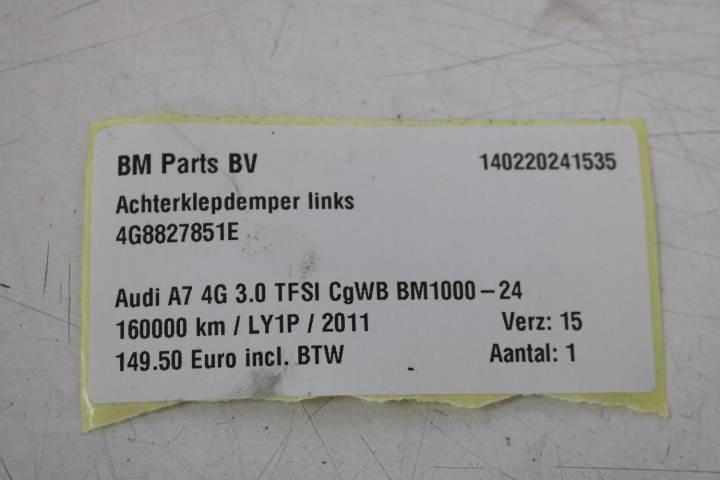 BM Parts BV 140220241535
Achterklepdemper links
4G8827851E
Audi A7 4G 3.0 TFSI CgWB BM1000-24
160000 km / LY1P / 2011 Verz: 15
149.50 Euro incl. BTW Aantal: 1